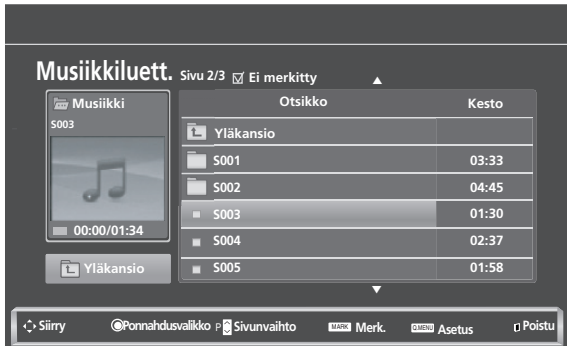 Musiikkiluett. Sivu 2/3 Ei merkitty
Musiikki
S003
00:00/01:34
Yläkansio
Otsikko Kesto
Yläkansio
S001 03:33
S002 04:45
S003 01:30
S004 02:37
S005 01:58
Siirry Ponnahdusvalikko P Sivunvaihto MARK Merk. Q.MENU Asetus Poistu